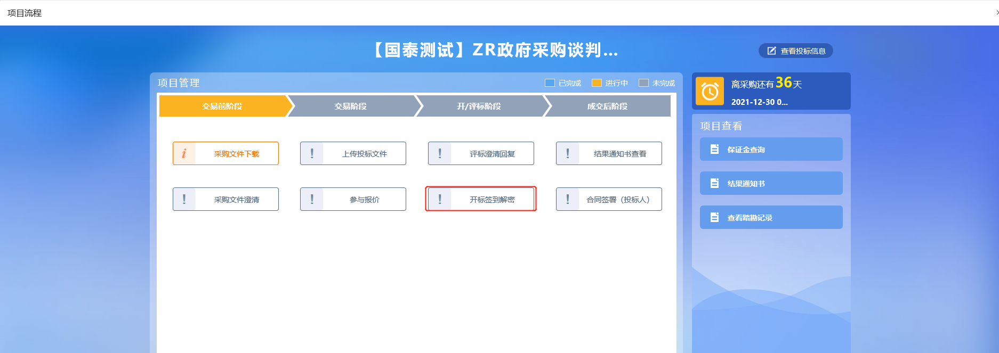 项目流程
【国泰测试】ZR政府采购谈判...
查看投标信息
项目管理
已完成 进行中 未完成
交易前阶段 交易阶段 开/评标阶段 成交后阶段
采购文件下载 上传投标文件 评标澄清回复 结果通知书查看
采购文件澄清 参与报价 开标签到解密 合同签署（投标人）
离采购还有36天
2021-12-30 0...
项目查看
保证金查询
结果通知书
查看踏勘记录